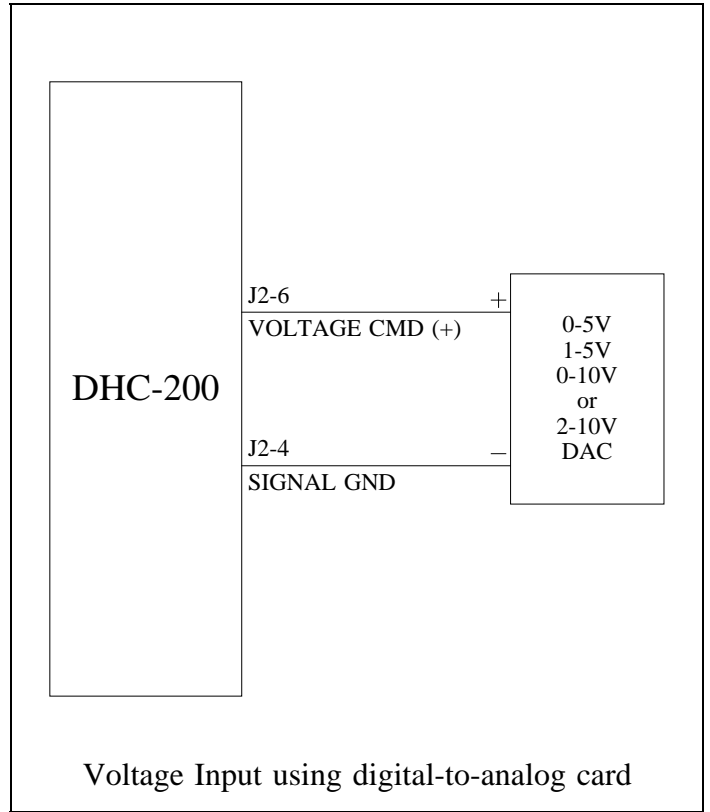 J2-6
+
VOLTAGE CMD (+)
DHC-200
J2-4
−
SIGNAL GND
0-5V
1-5V
0-10V
or
2-10V
DAC
Voltage Input using digital-to-analog card